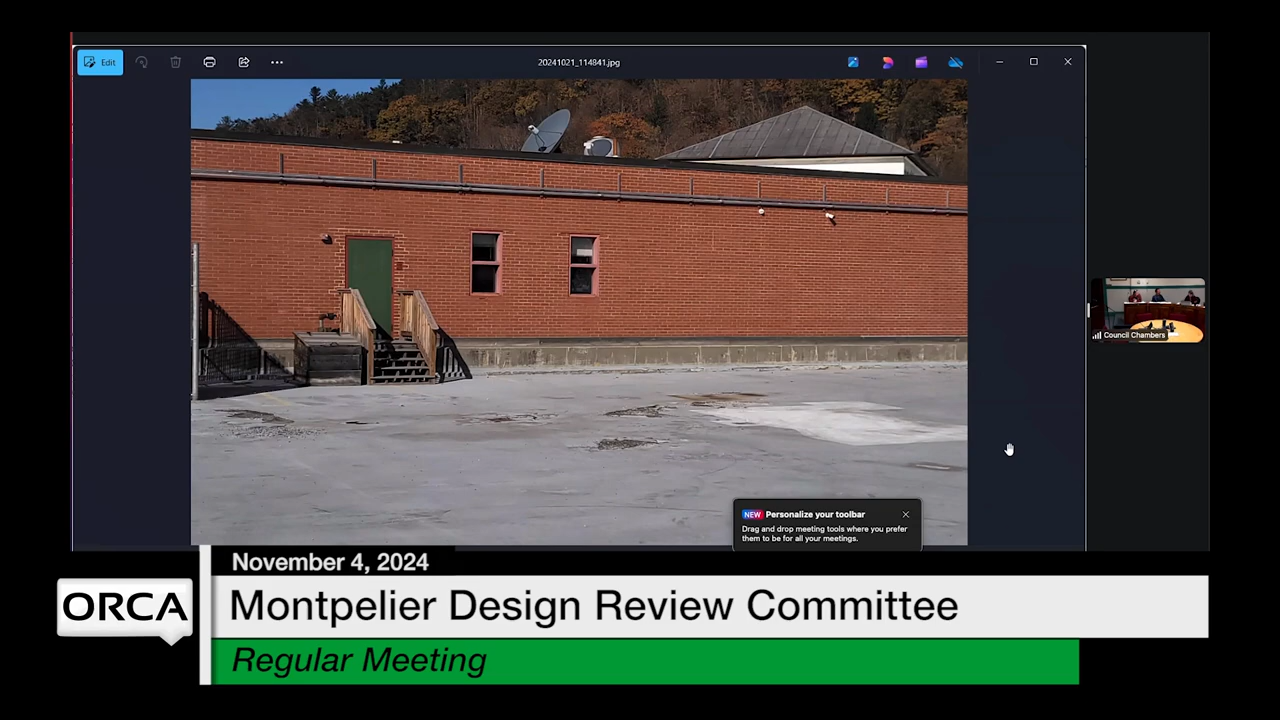 Edit
20241021_114841.jpg
Council Chambers
NEW Personalize your toolbar
Drag and drop meeting tools where you prefer
them to be for all your meetings.
November 4, 2024
ORCA
Montpelier Design Review Committee
Regular Meeting